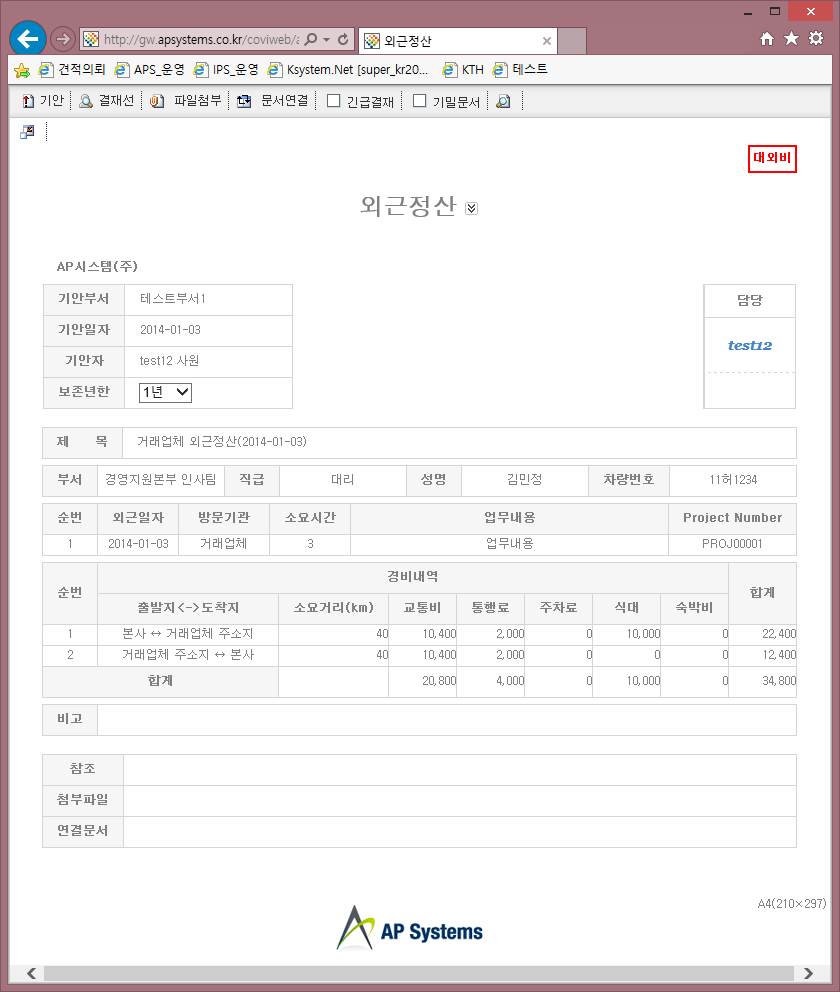 http://gw.apsystems.co.kr/coviweb/
외근정산
견적의뢰 APS_운영 IPS_운영 Ksystem.Net [super_kr20... KTH 테스트
기안 결재선 파일첨부 문서연결 긴급결재 기밀문서
대외비
외근정산
AP시스템(주)
기안부서 테스트부서1
기안일자 2014-01-03
기안자 test12 사원
보존년한 1년
담당
test12
제 목 거래업체 외근정산(2014-01-03)
부서 경영지원본부 인사팀 직급 대리 성명 김민정 차량번호 11허1234
순번 외근일자 방문기관 소요시간 업무내용 Project Number
1 2014-01-03 거래업체 3 업무내용 PROJ00001
순번 경비내역 합계
출발지<->도착지 소요거리(km) 교통비 통행료 주차료 식대 숙박비
1 본사 ↔ 거래업체 주소지 40 10,400 2,000 0 10,000 0 22,400
2 거래업체 주소지 ↔ 본사 40 10,400 2,000 0 0 0 12,400
합계 20,800 4,000 0 10,000 0 34,800
비고
참조
첨부파일
연결문서
A4(210×297)
AP Systems